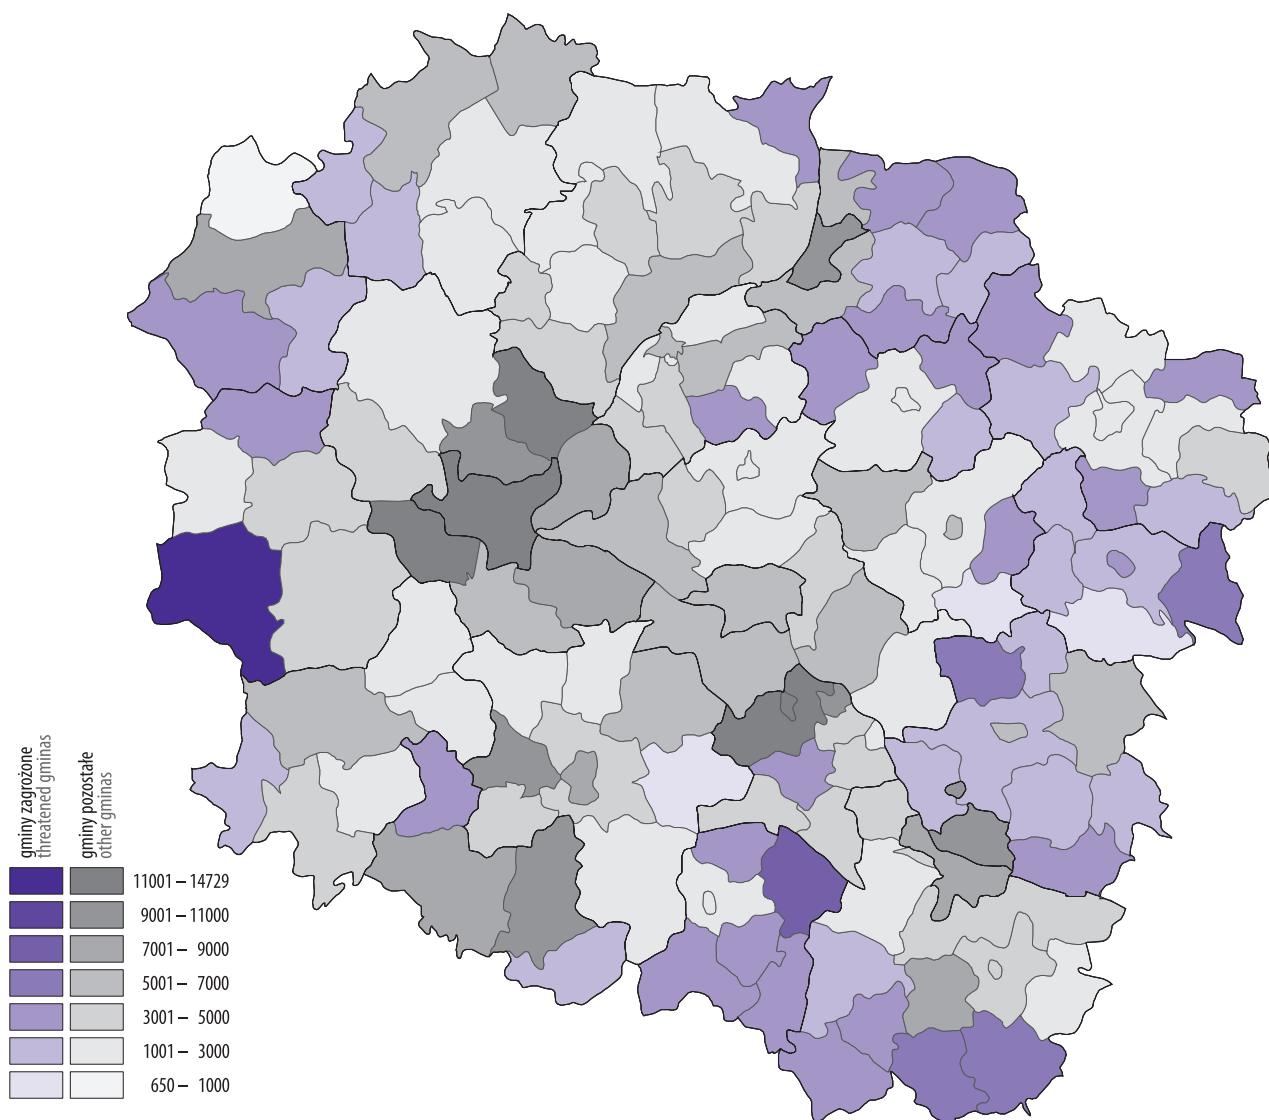 gminy zagrożone
threatened gminas
gminy pozostałe
other gminas
11001 – 14729
9001 – 11000
7001 – 9000
5001 – 7000
3001 – 5000
1001 – 3000
650 – 1000